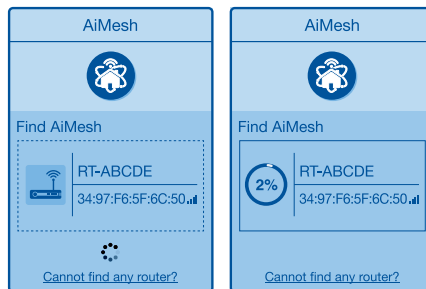 AiMesh
Find AiMesh
RT-ABCDE
34:97:F6:5F:6C:50
Cannot find any router?
AiMesh
Find AiMesh
2%
RT-ABCDE
34:97:F6:5F:6C:50
Cannot find any router?